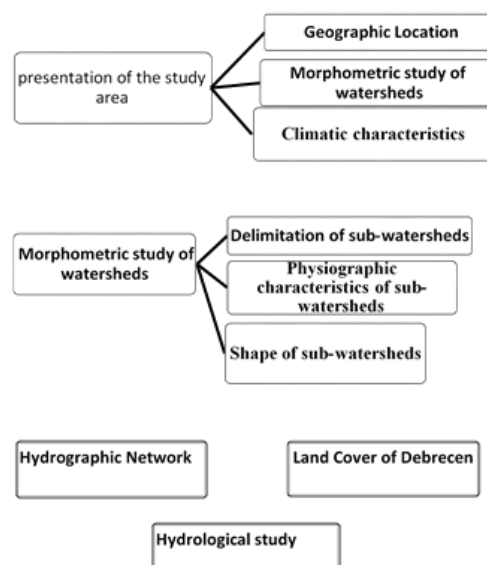 Geographic Location
presentation of the study
area
Morphometric study of
watersheds
Climatic characteristics
Morphometric study of
watersheds
Delimitation of sub-watersheds
Physiographic
characteristics of sub-
watersheds
Shape of sub-watersheds
Hydrographic Network
Land Cover of Debrecen
Hydrological study